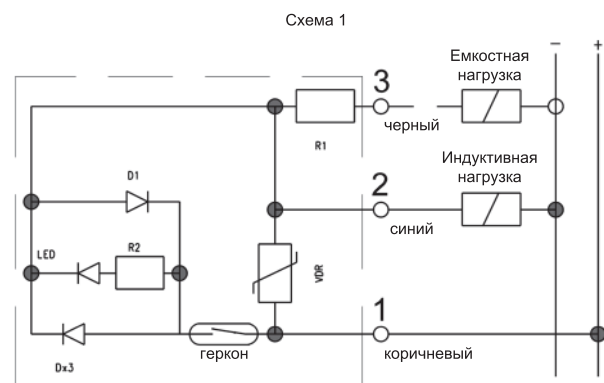 Схема 1
− +
Емкостная
нагрузка
3
черный
R1
Индуктивная
нагрузка
D1
2
синий
LED
R2
VDR
1
геркон
коричневый
Dx3